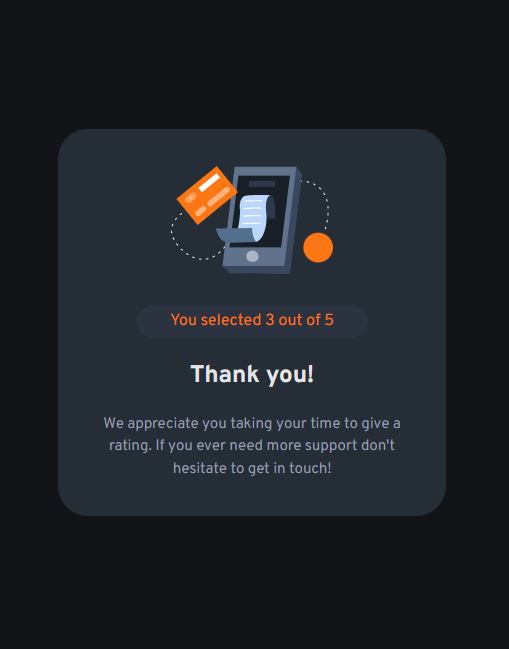 You selected 3 out of 5
Thank you!
We appreciate you taking your time to give a
rating. If you ever need more support don't
hesitate to get in touch!